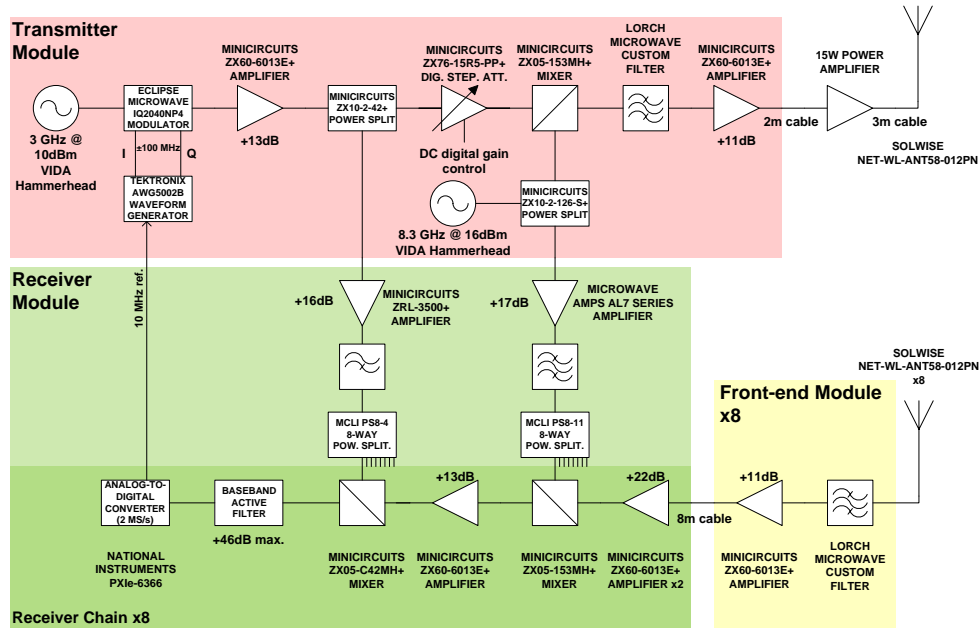 Transmitter
Module
3 GHz @
10dBm
VIDA
Hammerhead
ECLIPSE
MICROWAVE
IQ2040NP4
MODULATOR
I
±100 MHz
Q
TEKTRONIX
AWG5002B
WAVEFORM
GENERATOR
MINICIRCUITS
ZX60-6013E+
AMPLIFIER
+13dB
MINICIRCUITS
ZX10-2-42+
POWER SPLIT
MINICIRCUITS
ZX76-15R5-PP+
DIG. STEP. ATT.
DC digital gain
control
MINICIRCUITS
ZX05-153MH+
MIXER
LORCH
MICROWAVE
CUSTOM
FILTER
MINICIRCUITS
ZX60-6013E+
AMPLIFIER
+11dB
2m cable
15W POWER
AMPLIFIER
3m cable
SOLWISE
NET-WL-ANT58-012PN
8.3 GHz @ 16dBm
VIDA Hammerhead
MINICIRCUITS
ZX10-2-126-S+
POWER SPLIT
Receiver
Module
10 MHz ref.
+16dB
MINICIRCUITS
ZRL-3500+
AMPLIFIER
+17dB
MICROWAVE
AMPS AL7 SERIES
AMPLIFIER
MCLI PS8-4
8-WAY
POW. SPLIT.
MCLI PS8-11
8-WAY
POW. SPLIT.
SOLWISE
NET-WL-ANT58-012PN
x8
Front-end Module
x8
ANALOG-TO-
DIGITAL
CONVERTER
(2 MS/s)
NATIONAL
INSTRUMENTS
PXIe-6366
BASEBAND
ACTIVE
FILTER
+46dB max.
MINICIRCUITS
ZX05-C42MH+
MIXER
+13dB
MINICIRCUITS
ZX60-6013E+
AMPLIFIER
MINICIRCUITS
ZX05-153MH+
MIXER
+22dB
MINICIRCUITS
ZX60-6013E+
AMPLIFIER x2
8m cable
+11dB
MINICIRCUITS
ZX60-6013E+
AMPLIFIER
LORCH
MICROWAVE
CUSTOM
FILTER
Receiver Chain x8